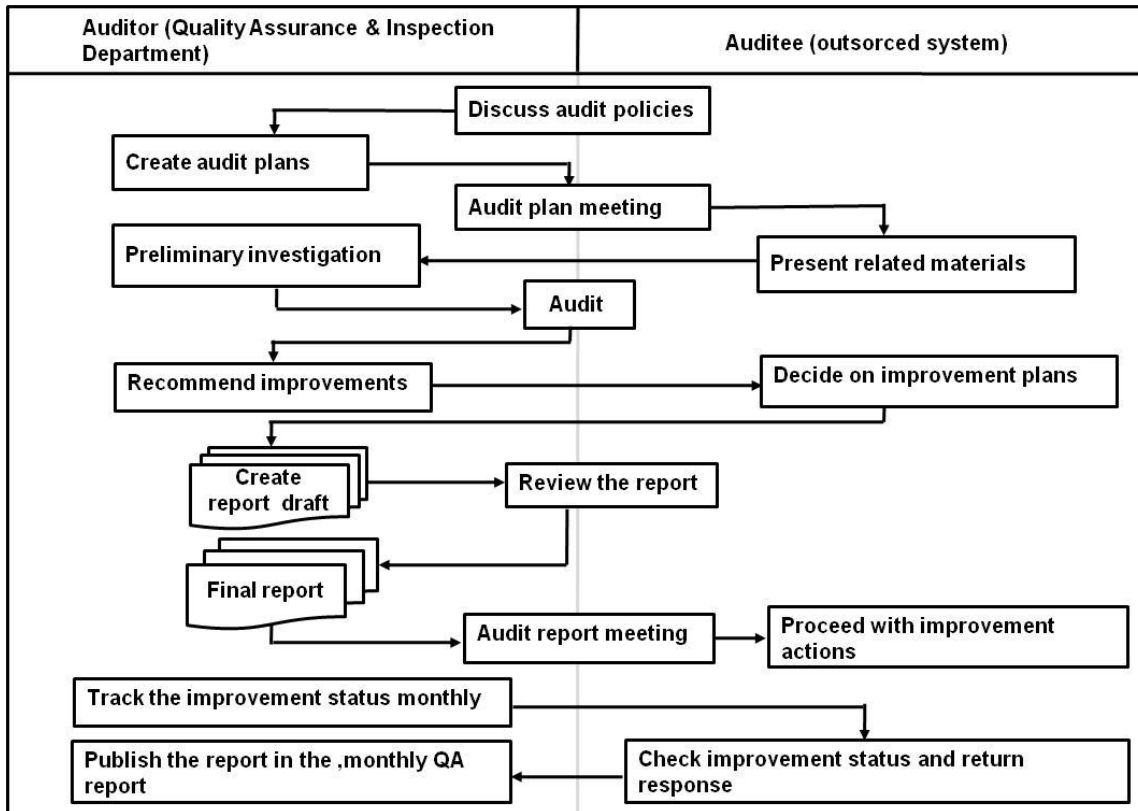 Auditor (Quality Assurance & Inspection
Department)
Auditee (outsorced system)
Discuss audit policies
Create audit plans
Audit plan meeting
Preliminary investigation
Present related materials
Audit
Recommend improvements
Decide on improvement plans
Create
report draft
Review the report
Final report
Audit report meeting
Proceed with improvement
actions
Track the improvement status monthly
Publish the report in the ,monthly QA
report
Check improvement status and return
response